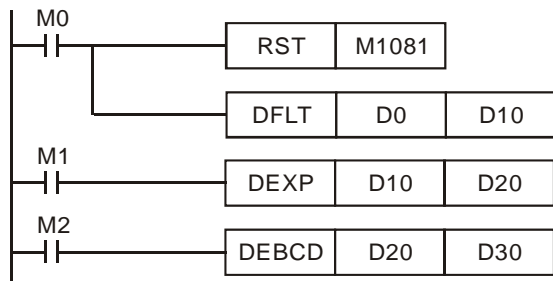 M0
RST M1081
DFLT D0 D10
M1
DEXP D10 D20
M2
DEBCD D20 D30